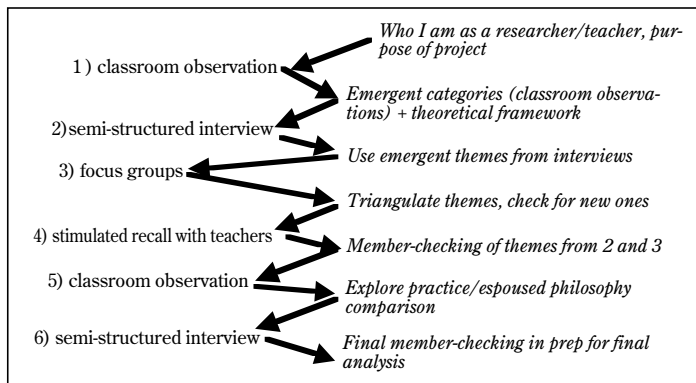 Who I am as a researcher/teacher, pur-
pose of project
1) classroom observation
Emergent categories (classroom observa-
tions) + theoretical framework
2)semi-structured interview
Use emergent themes from interviews
3) focus groups
Triangulate themes, check for new ones
4) stimulated recall with teachers
Member-checking of themes from 2 and 3
5) classroom observation
Explore practice/espoused philosophy
comparison
6) semi-structured interview
Final member-checking in prep for final
analysis